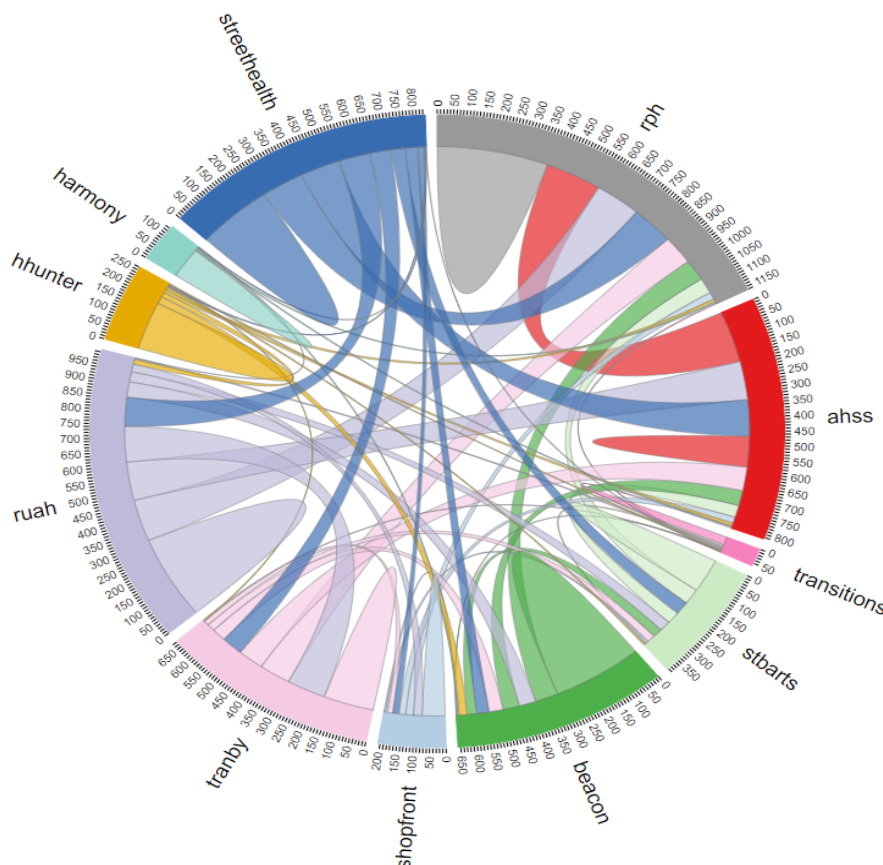 streethealth
0 50 100 150 200 250 300 350 400 450 500 550 600 650 700 750 800
rph
0 50 100 150 200 250 300 350 400 450 500 550 600 650 700 750 800 850 900 950 1000 1050 1100 1150
ahss
0 50 100 150 200 250 300 350 400 450 500 550 600 650 700 750 800
transitions
0 50
stbarts
0 50 100 150 200 250 300 350
beacon
0 50 100 150 200 250 300 350 400 450 500 550 600 650
shopfront
0 50 100 150 200
tranby
0 50 100 150 200 250 300 350 400 450 500 550 600 650
ruah
0 50 100 150 200 250 300 350 400 450 500 550 600 650 700 750 800 850 900 950
hhunter
0 50 100 150 200 250
harmony
0 50 100